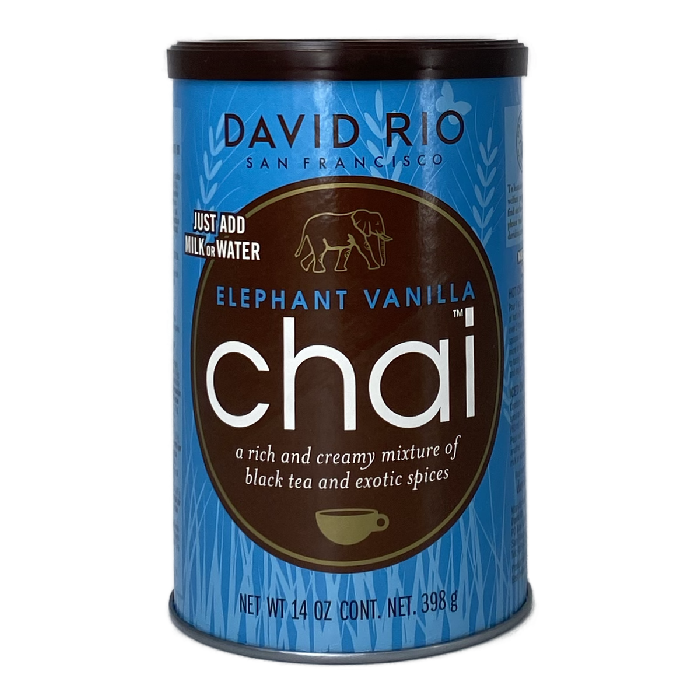 DAVID RIO
SAN FRANCISCO
JUST ADD
MILK OR WATER
ELEPHANT VANILLA
chai™
a rich and creamy mixture of
black tea and exotic spices
NET WT 14 OZ CONT. NET. 398 g